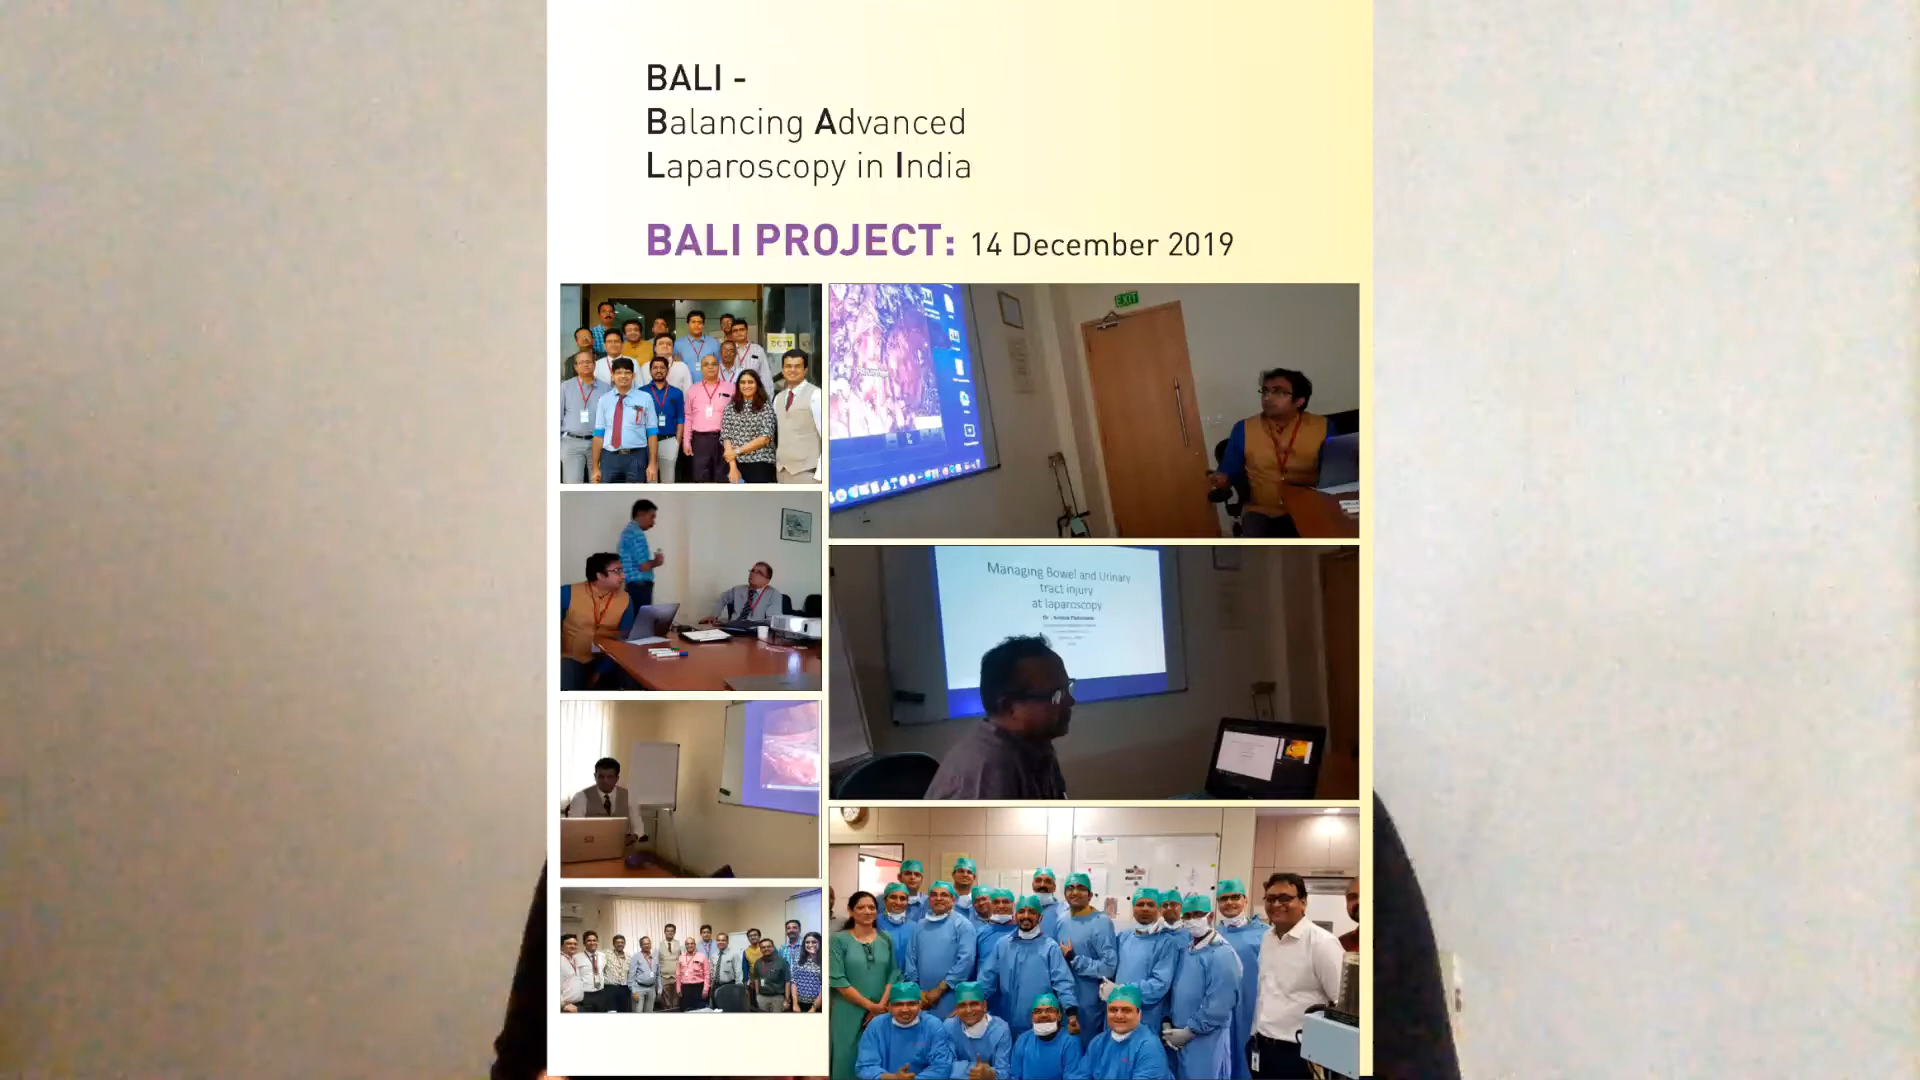 BALI -
Balancing Advanced
Laparoscopy in India
BALI PROJECT: 14 December 2019
EXIT
Managing Bowel and Urinary
tract injury
at laparoscopy